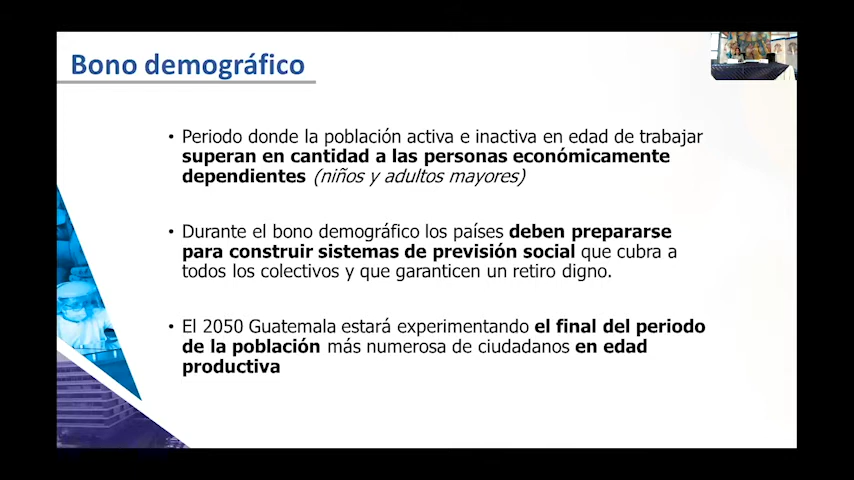 Bono demográfico
• Periodo donde la población activa e inactiva en edad de trabajar
superan en cantidad a las personas económicamente
dependientes (niños y adultos mayores)
• Durante el bono demográfico los países deben prepararse
para construir sistemas de previsión social que cubra a
todos los colectivos y que garanticen un retiro digno.
• El 2050 Guatemala estará experimentando el final del periodo
de la población más numerosa de ciudadanos en edad
productiva